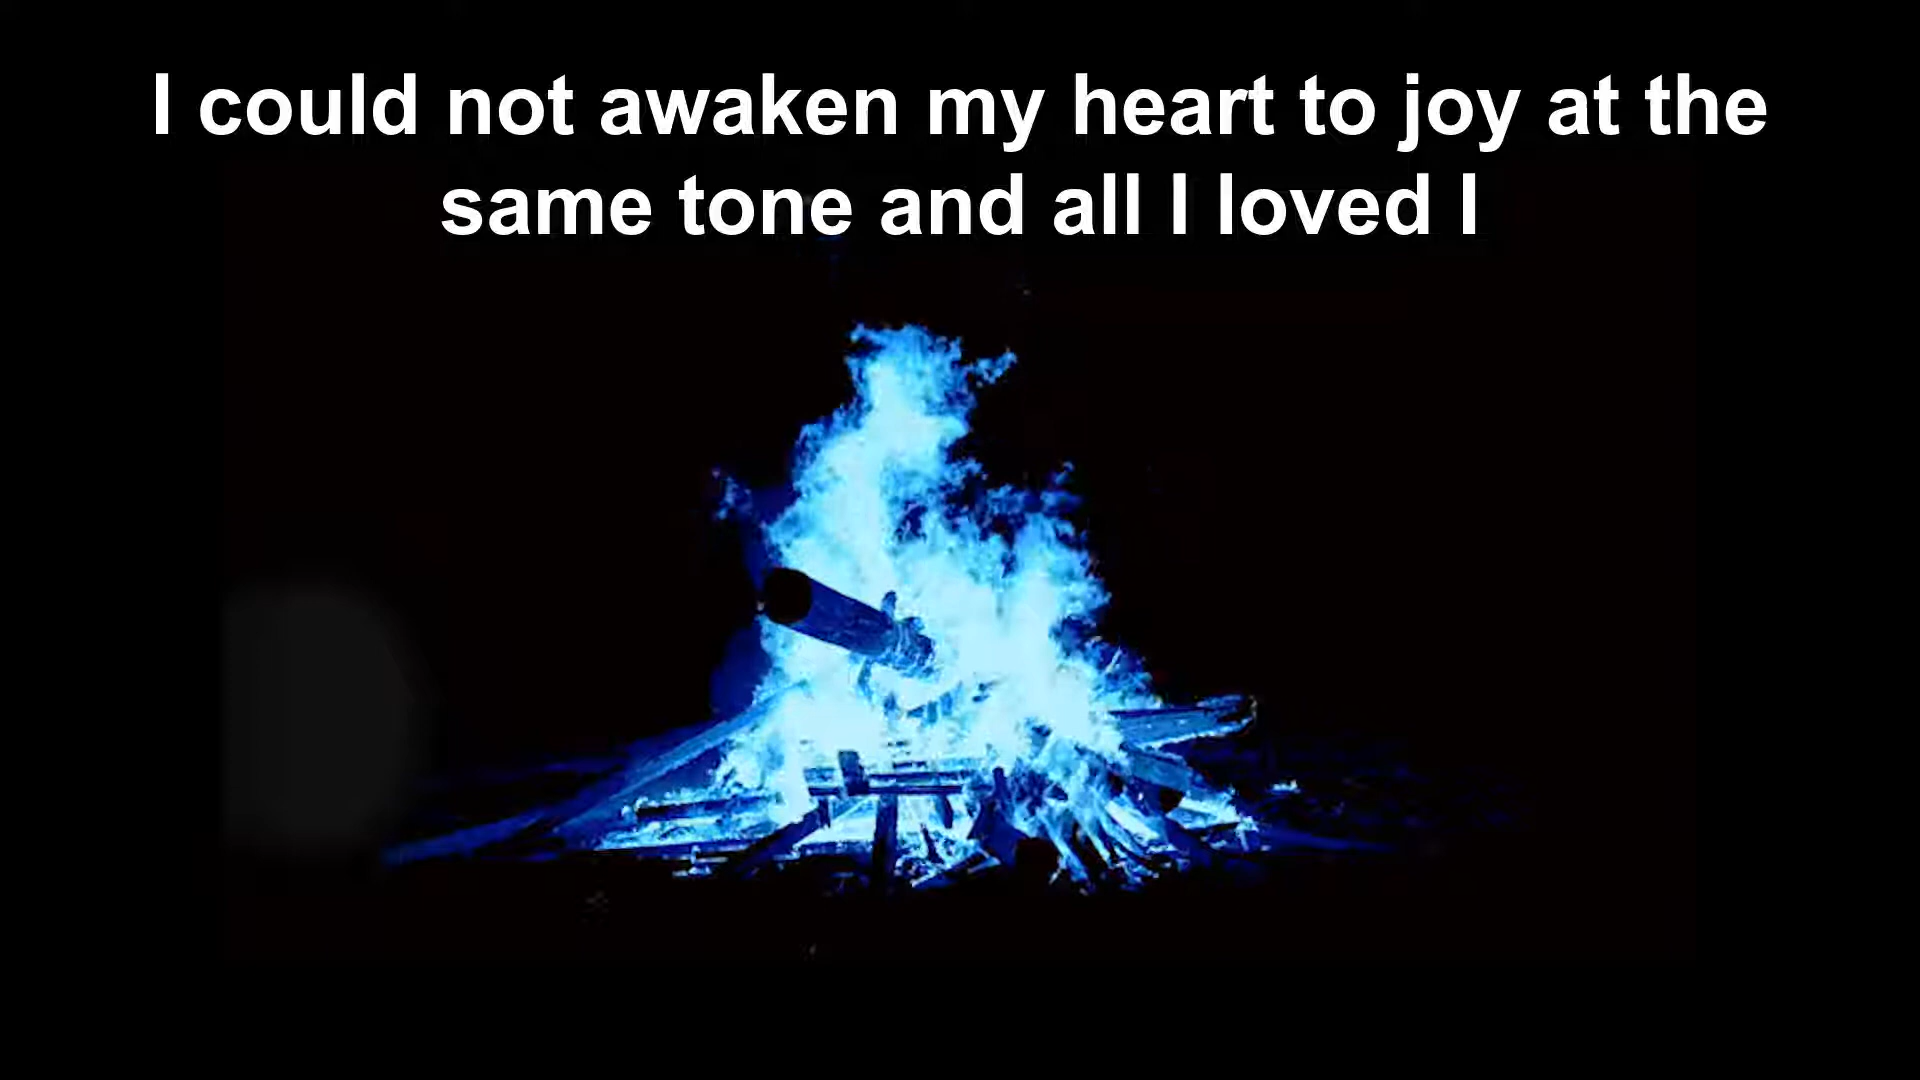 I could not awaken my heart to joy at the
same tone and all I loved I